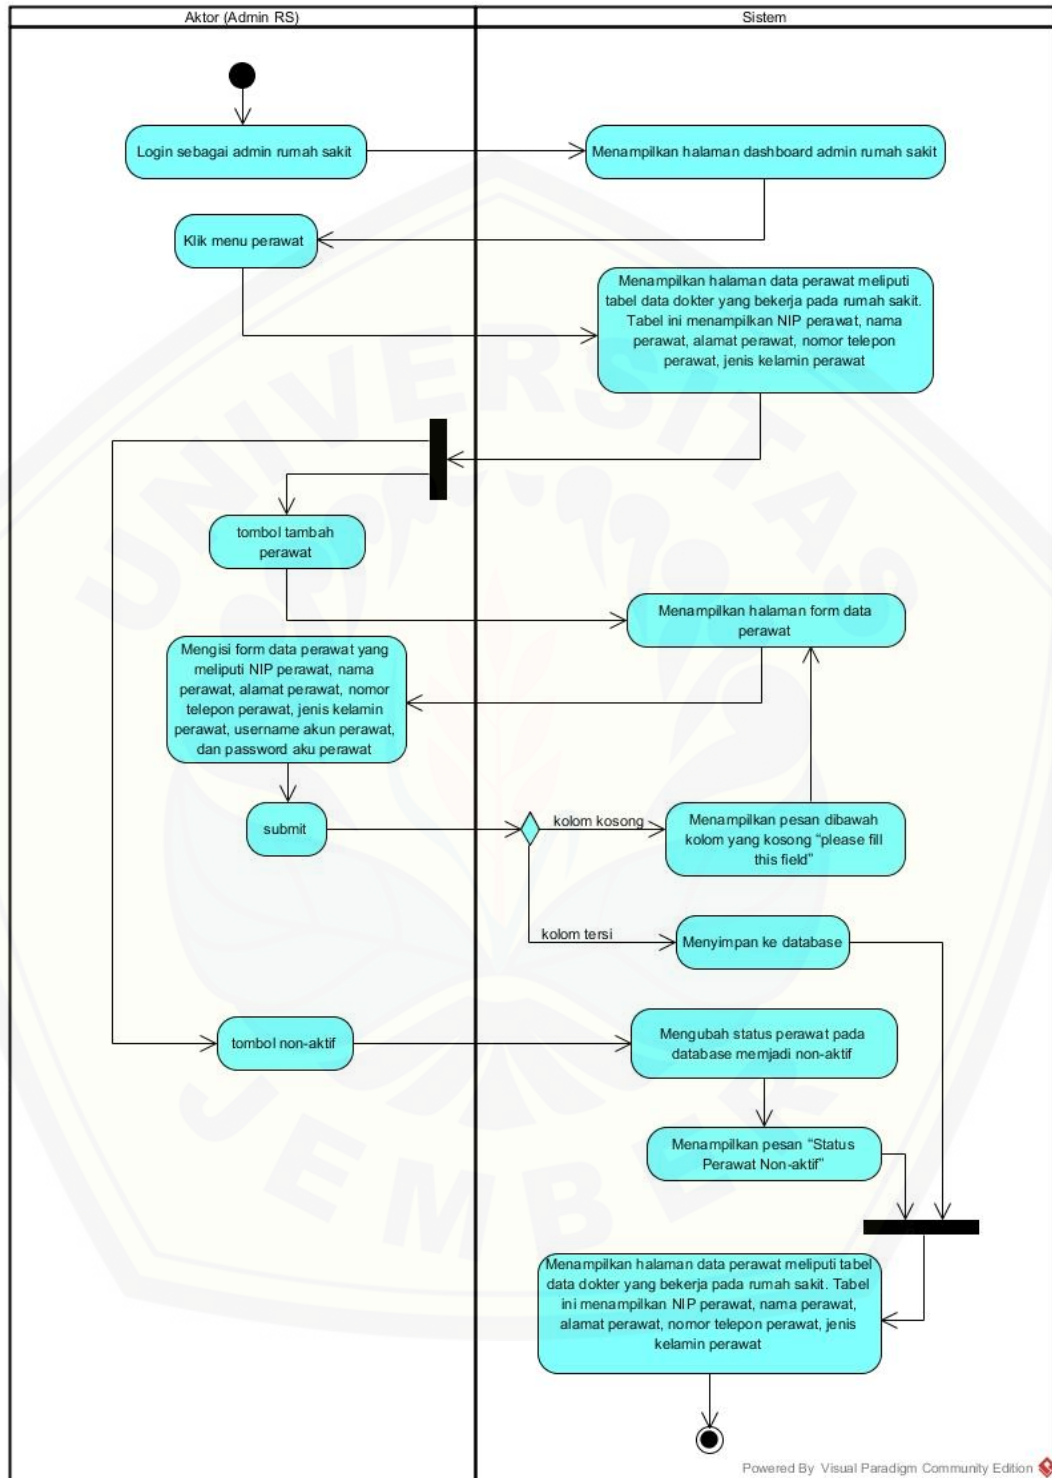 Aktor (Admin RS)
Sistem
Login sebagai admin rumah sakit
Menampilkan halaman dashboard admin rumah sakit
Klik menu perawat
Menampilkan halaman data perawat meliputi
tabel data dokter yang bekerja pada rumah sakit.
Tabel ini menampilkan NIP perawat, nama
perawat, alamat perawat, nomor telepon
perawat, jenis kelamin perawat
tombol tambah
perawat
Menampilkan halaman form data
perawat
Mengisi form data perawat yang
meliputi NIP perawat, nama
perawat, alamat perawat, nomor
telepon perawat, jenis kelamin
perawat, username akun perawat,
dan password aku perawat
submit
kolom kosong
Menampilkan pesan dibawah
kolom yang kosong “please fill
this field”
kolom tersi
Menyimpan ke database
tombol non-aktif
Mengubah status perawat pada
database memjadi non-aktif
Menampilkan pesan “Status
Perawat Non-aktif”
Menampilkan halaman data perawat meliputi tabel
data dokter yang bekerja pada rumah sakit. Tabel
ini menampilkan NIP perawat, nama perawat,
alamat perawat, nomor telepon perawat, jenis
kelamin perawat
UNIVERSITAS
JEMBER
Powered By Visual Paradigm Community Edition